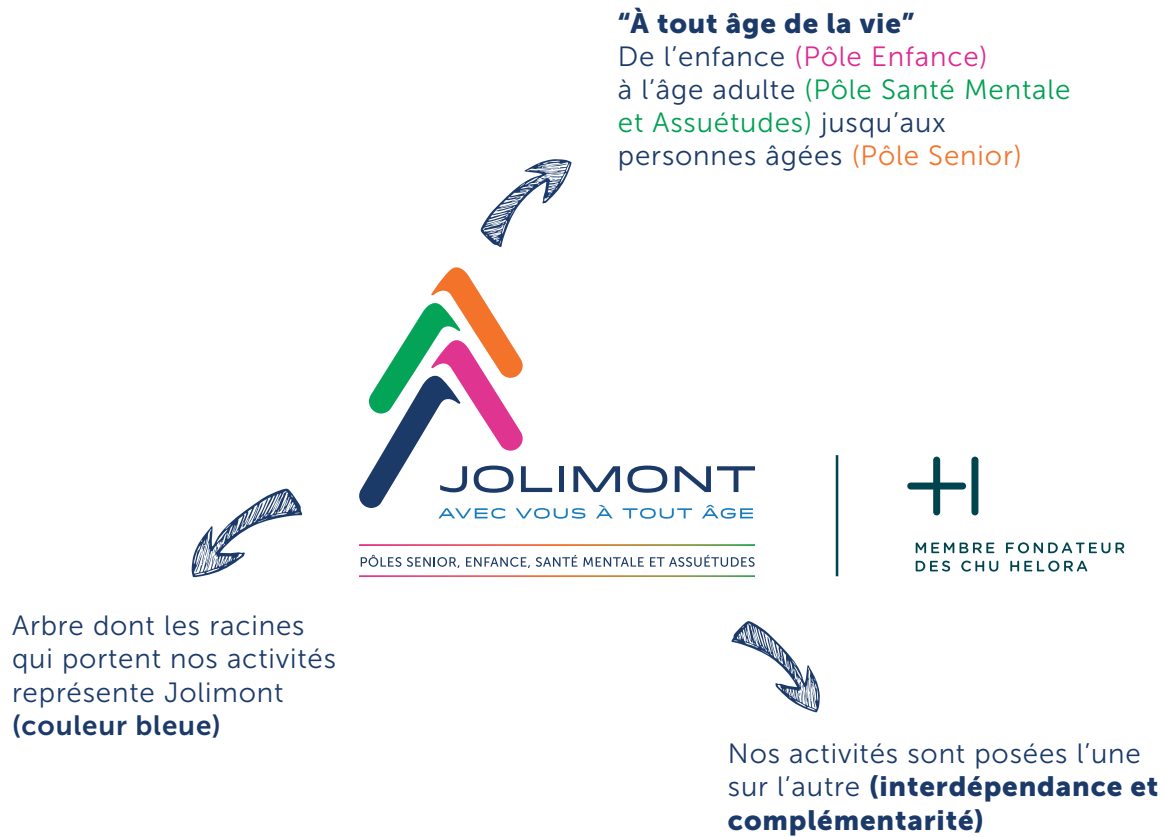 “À tout âge de la vie”
De l’enfance (Pôle Enfance)
à l’âge adulte (Pôle Santé Mentale
et Assuétudes) jusqu’aux
personnes âgées (Pôle Senior)
JOLIMONT
AVEC VOUS À TOUT ÂGE
PÔLES SENIOR, ENFANCE, SANTÉ MENTALE ET ASSUÉTUDES
MEMBRE FONDATEUR
DES CHU HELORA
Arbre dont les racines
qui portent nos activités
représente Jolimont
(couleur bleue)
Nos activités sont posées l’une
sur l’autre (interdépendance et
complémentarité)